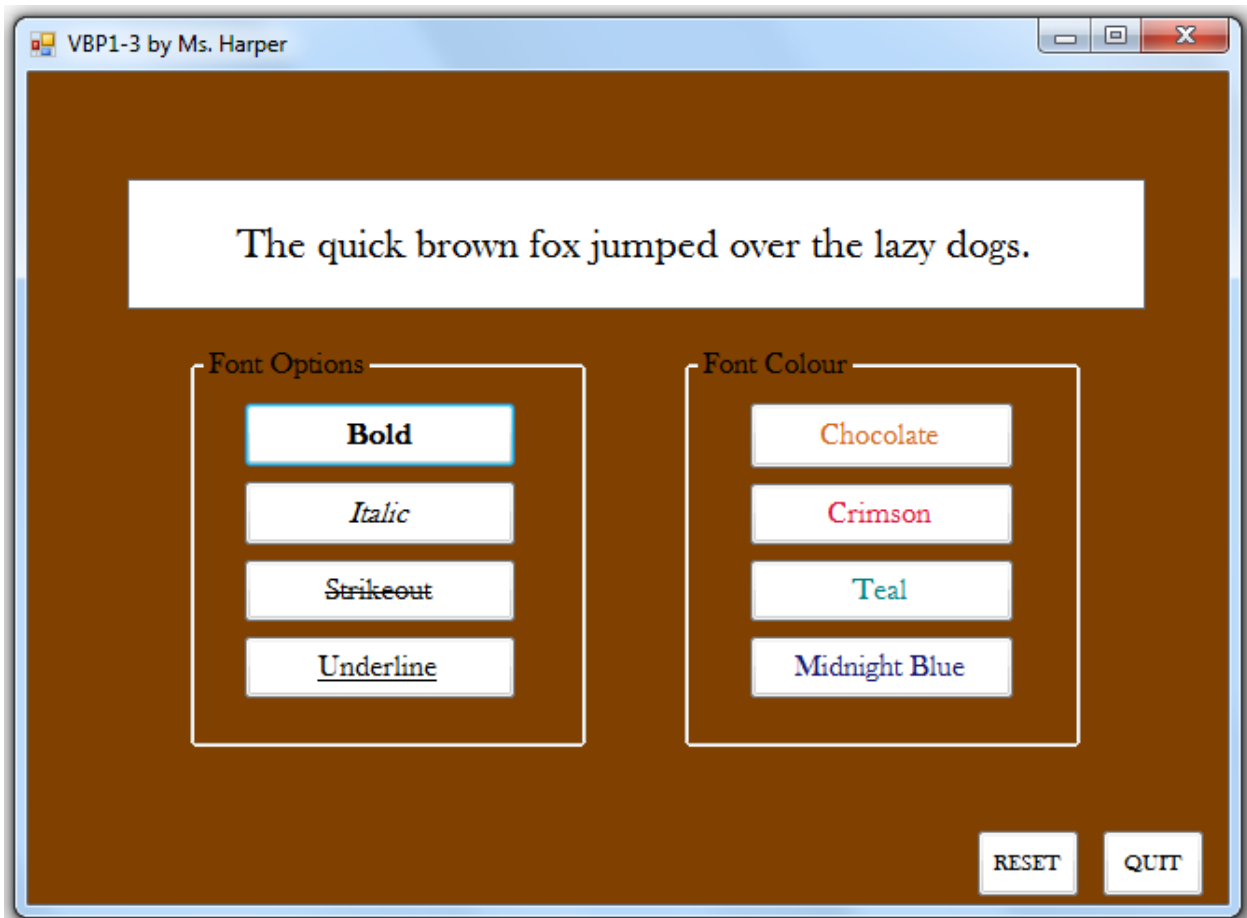 VBP1-3 by Ms. Harper
The quick brown fox jumped over the lazy dogs.
Font Options
Bold
Italic
Strikeout
Underline
Font Colour
Chocolate
Crimson
Teal
Midnight Blue
RESET
QUIT